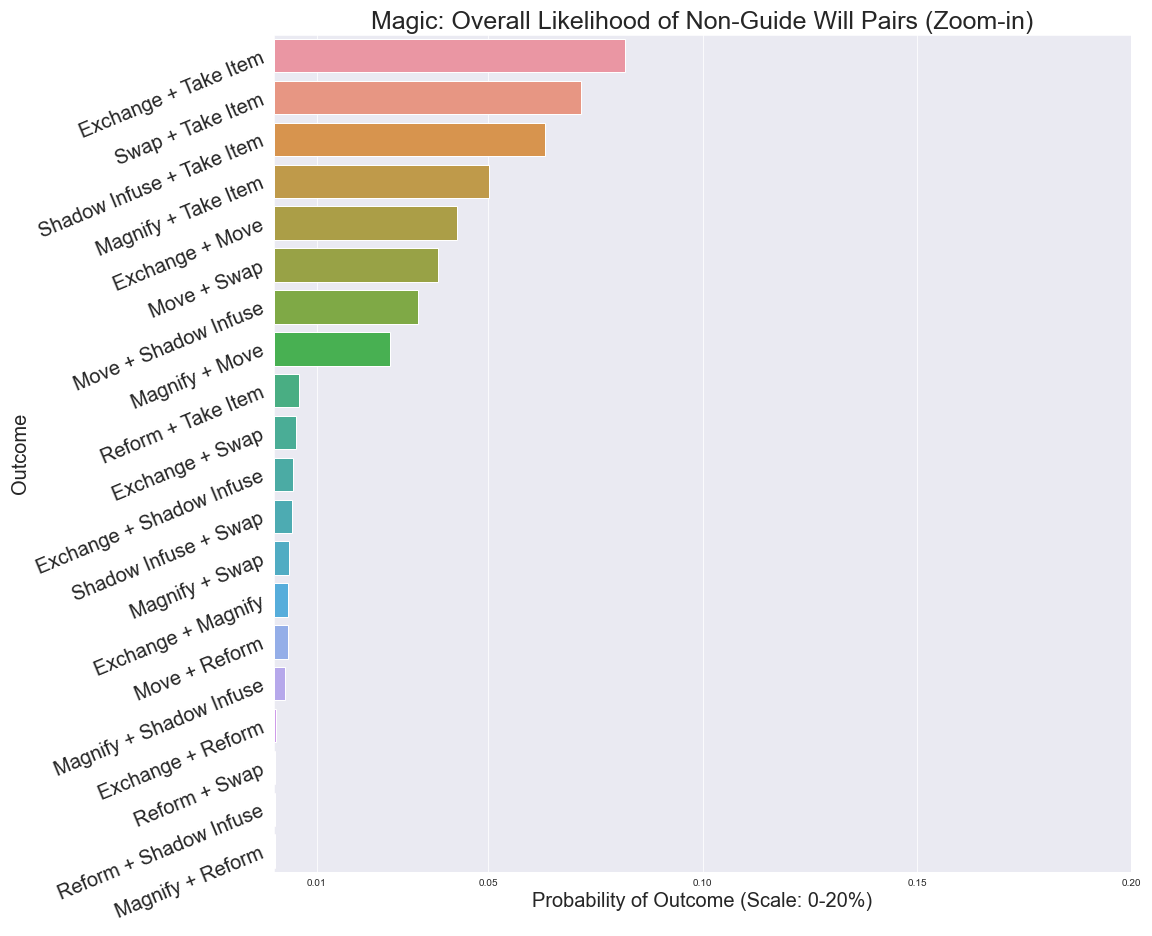 Magic: Overall Likelihood of Non-Guide Will Pairs (Zoom-in)
Exchange + Take Item
Swap + Take Item
Shadow Infuse + Take Item
Magnify + Take Item
Exchange + Move
Move + Swap
Move + Shadow Infuse
Magnify + Move
Reform + Take Item
Exchange + Swap
Exchange + Shadow Infuse
Shadow Infuse + Swap
Magnify + Swap
Exchange + Magnify
Move + Reform
Magnify + Shadow Infuse
Exchange + Reform
Reform + Swap
Reform + Shadow Infuse
Magnify + Reform
Outcome
0.01 0.05 0.10 0.15 0.20
Probability of Outcome (Scale: 0-20%)